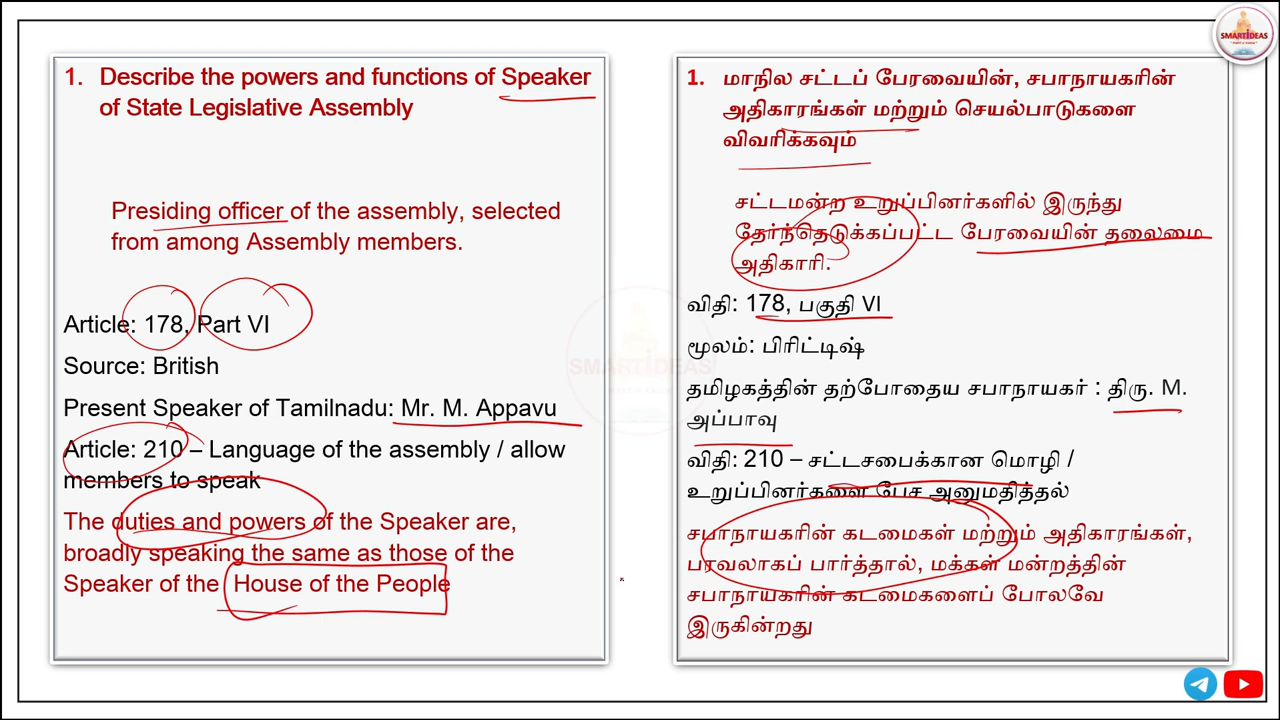 SMARTIDEAS
1. Describe the powers and functions of Speaker
of State Legislative Assembly
Presiding officer of the assembly, selected
from among Assembly members.
Article: 178, Part VI
Source: British
Present Speaker of Tamilnadu: Mr. M. Appavu
Article: 210 – Language of the assembly / allow
members to speak
The duties and powers of the Speaker are,
broadly speaking the same as those of the
Speaker of the House of the People
1. மாநில சட்டப் பேரவையின், சபாநாயகரின்
அதிகாரங்கள் மற்றும் செயல்பாடுகளை
விவரிக்கவும்
சட்டமன்ற உறுப்பினர்களில் இருந்து
தேர்ந்தெடுக்கப்பட்ட பேரவையின் தலைமை
அதிகாரி.
விதி: 178, பகுதி VI
மூலம்: பிரிட்டிஷ்
தமிழகத்தின் தற்போதைய சபாநாயகர் : திரு. M.
அப்பாவு
விதி: 210 – சட்டசபைக்கான மொழி /
உறுப்பினர்களை பேச அனுமதித்தல்
சபாநாயகரின் கடமைகள் மற்றும் அதிகாரங்கள்,
பரவலாகப் பார்த்தால், மக்கள் மன்றத்தின்
சபாநாயகரின் கடமைகளைப் போலவே
இருகின்றது
SMARTIDEAS